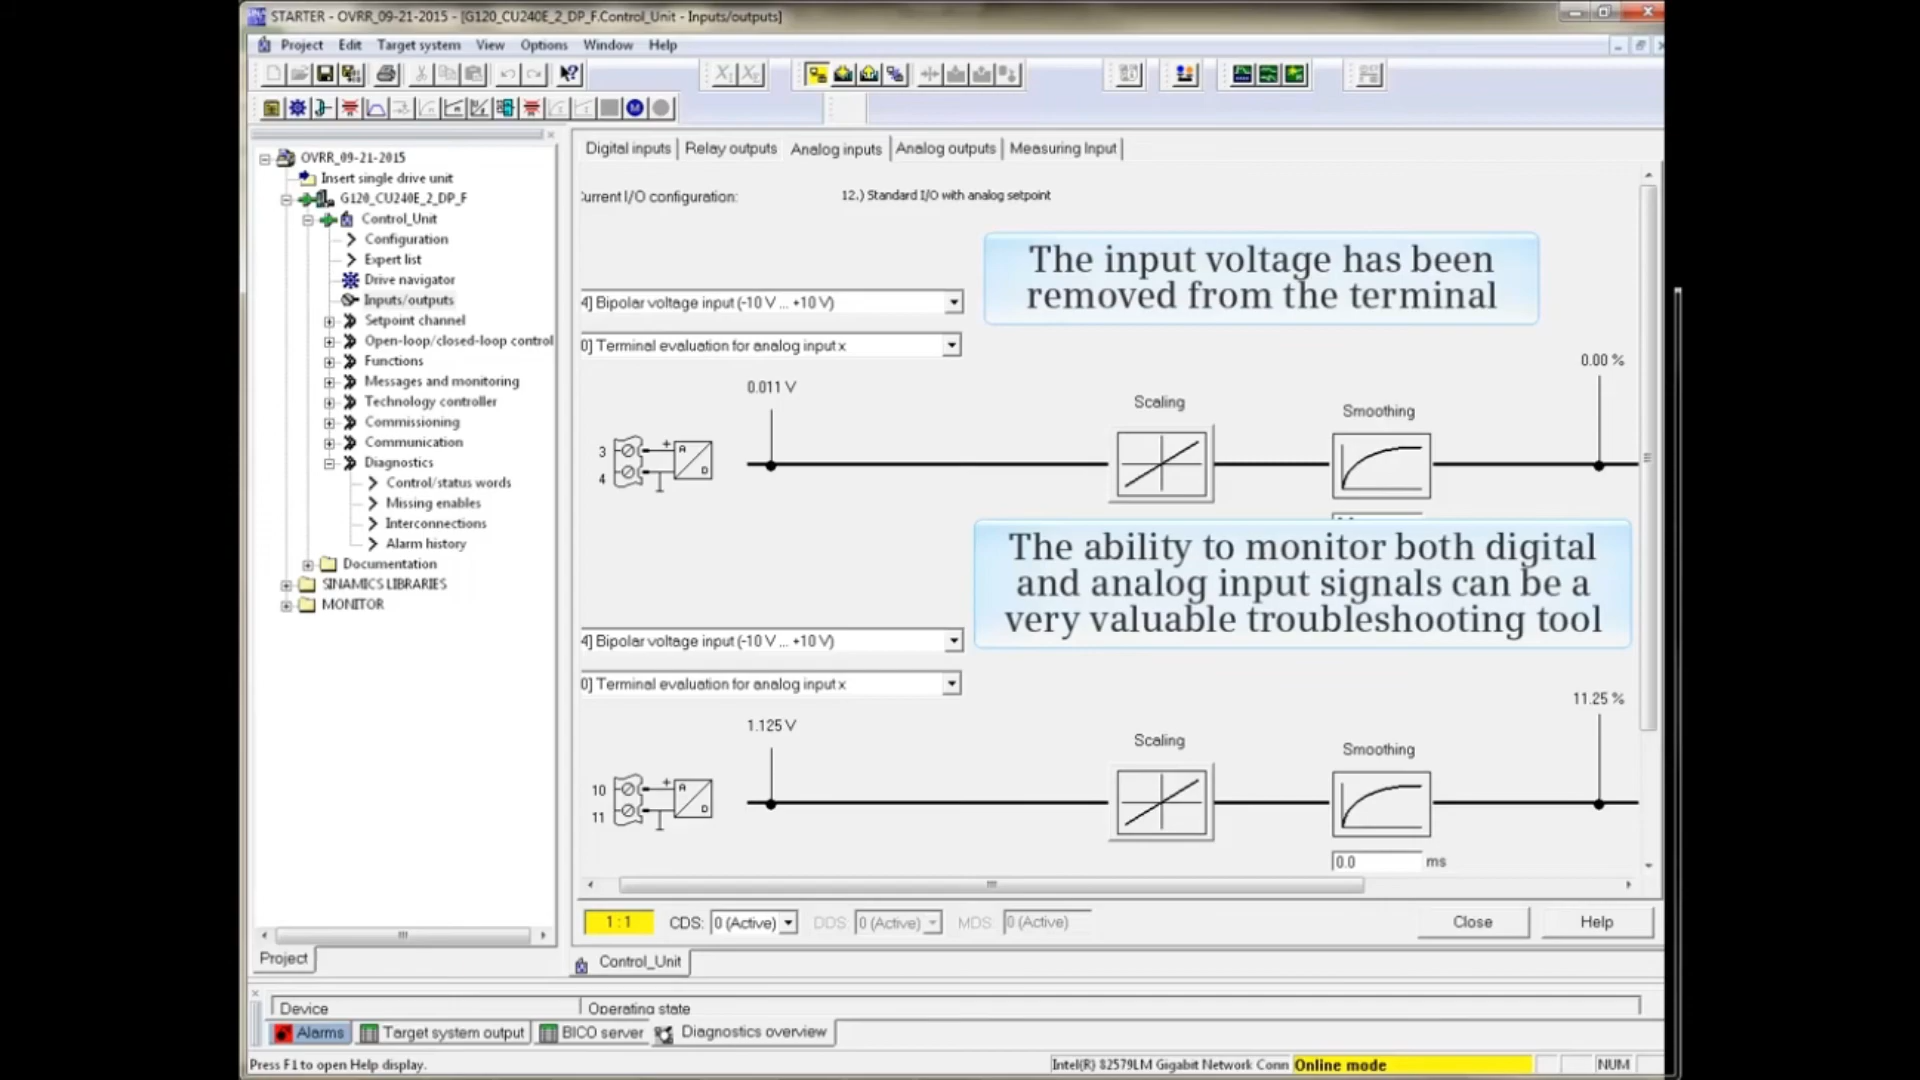 STARTER - OVRR_09-21-2015 - [G120_CU240E_2_DP_F.Control_Unit - Inputs/outputs]
Project Edit Target system View Options Window Help
OVRR_09-21-2015
Insert single drive unit
G120_CU240E_2_DP_F
Control_Unit
Configuration
Expert list
Drive navigator
Inputs/outputs
Setpoint channel
Open-loop/closed-loop control
Functions
Messages and monitoring
Technology controller
Commissioning
Communication
Diagnostics
Control/status words
Missing enables
Interconnections
Alarm history
Documentation
SINAMICS LIBRARIES
MONITOR
Project
Digital inputs Relay outputs Analog inputs Analog outputs Measuring Input
urrent I/O configuration: 12.) Standard I/O with analog setpoint
The input voltage has been
removed from the terminal
4] Bipolar voltage input (-10 V ... +10 V)
0] Terminal evaluation for analog input x
0.00 %
0.011 V
Scaling
Smoothing
3
4
A
D
The ability to monitor both digital
and analog input signals can be a
very valuable troubleshooting tool
4] Bipolar voltage input (-10 V ... +10 V)
0] Terminal evaluation for analog input x
11.25 %
1.125 V
Scaling
Smoothing
10
11
A
D
0.0 ms
1 : 1 CDS: 0 (Active) DDS: 0 (Active) MDS: 0 (Active) Close Help
Control_Unit
Device Operating state
Alarms Target system output BICO server Diagnostics overview
Press F1 to open Help display. Intel(R) 82579LM Gigabit Network Conn Online mode NUM